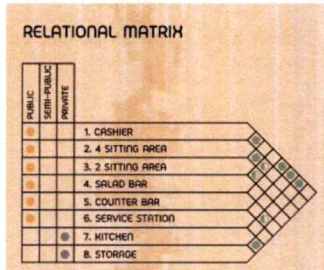 RELATIONAL MATRIX
PUBLIC
SEMI-PUBLIC
PRIVATE
1. CASHIER
2. 4 SITTING AREA
3. 2 SITTING AREA
4. SALAD BAR
5. COUNTER BAR
6. SERVICE STATION
7. KITCHEN
8. STORAGE